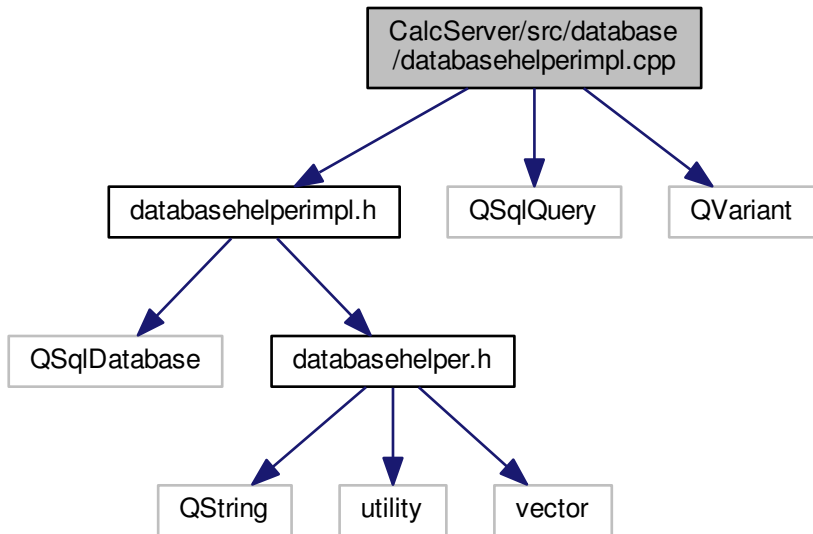 CalcServer/src/database
/databasehelperimpl.cpp
databasehelperimpl.h
QSqlQuery
QVariant
QSqlDatabase
databasehelper.h
QString
utility
vector